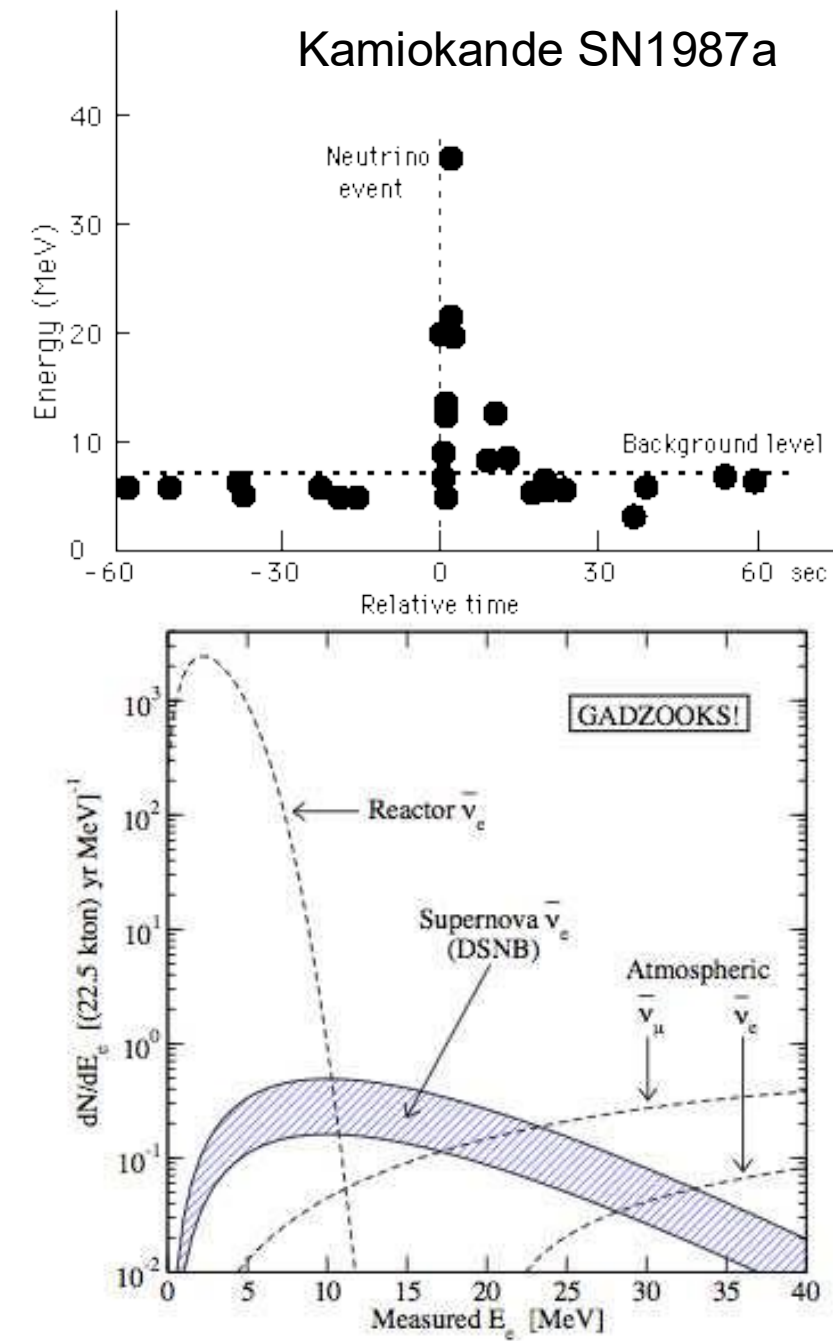 Kamiokande SN1987a
40
30
20
10
0
Energy (MeV)
Neutrino
event
Background level
-60
-30
0
30
60 sec
Relative time
10³
10²
10¹
10⁰
10⁻¹
10⁻²
dN/dEₑ [(22.5 kton) yr MeV]⁻¹
GADZOOKS!
Reactor ν̅ₑ
Supernova ν̅ₑ
(DSNB)
Atmospheric
ν̅μ ν̅ₑ
0 5 10 15 20 25 30 35 40
Measured Eₑ [MeV]